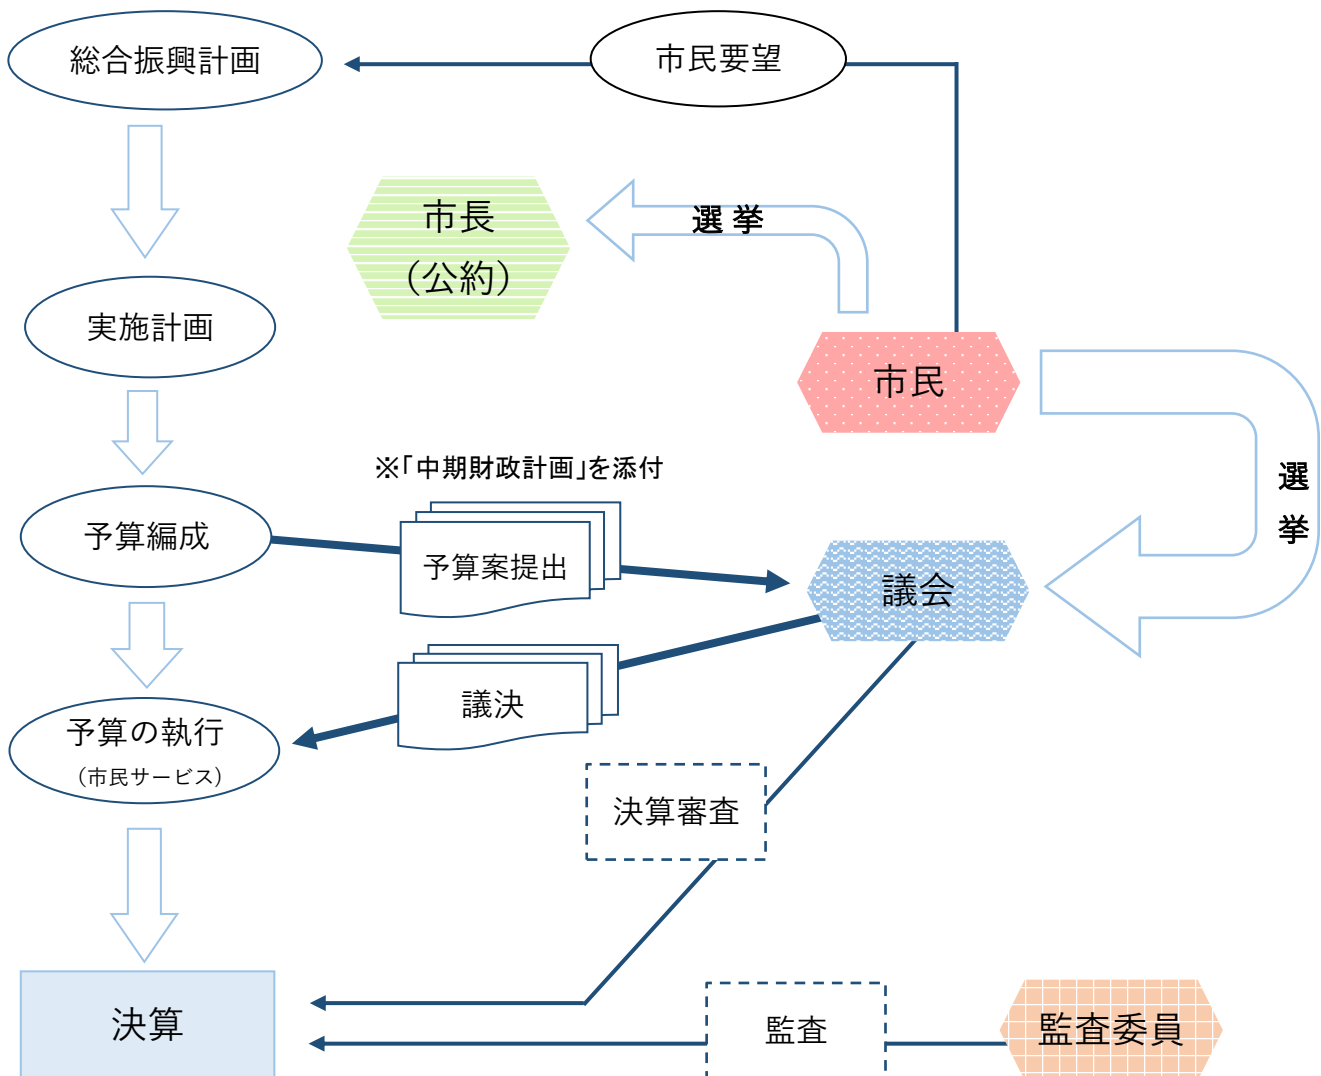 総合振興計画
市民要望
市長
（公約）
選 挙
実施計画
市民
選
挙
※「中期財政計画」を添付
予算編成
予算案提出
議会
議決
予算の執行
（市民サービス）
決算審査
決算
監査
監査委員